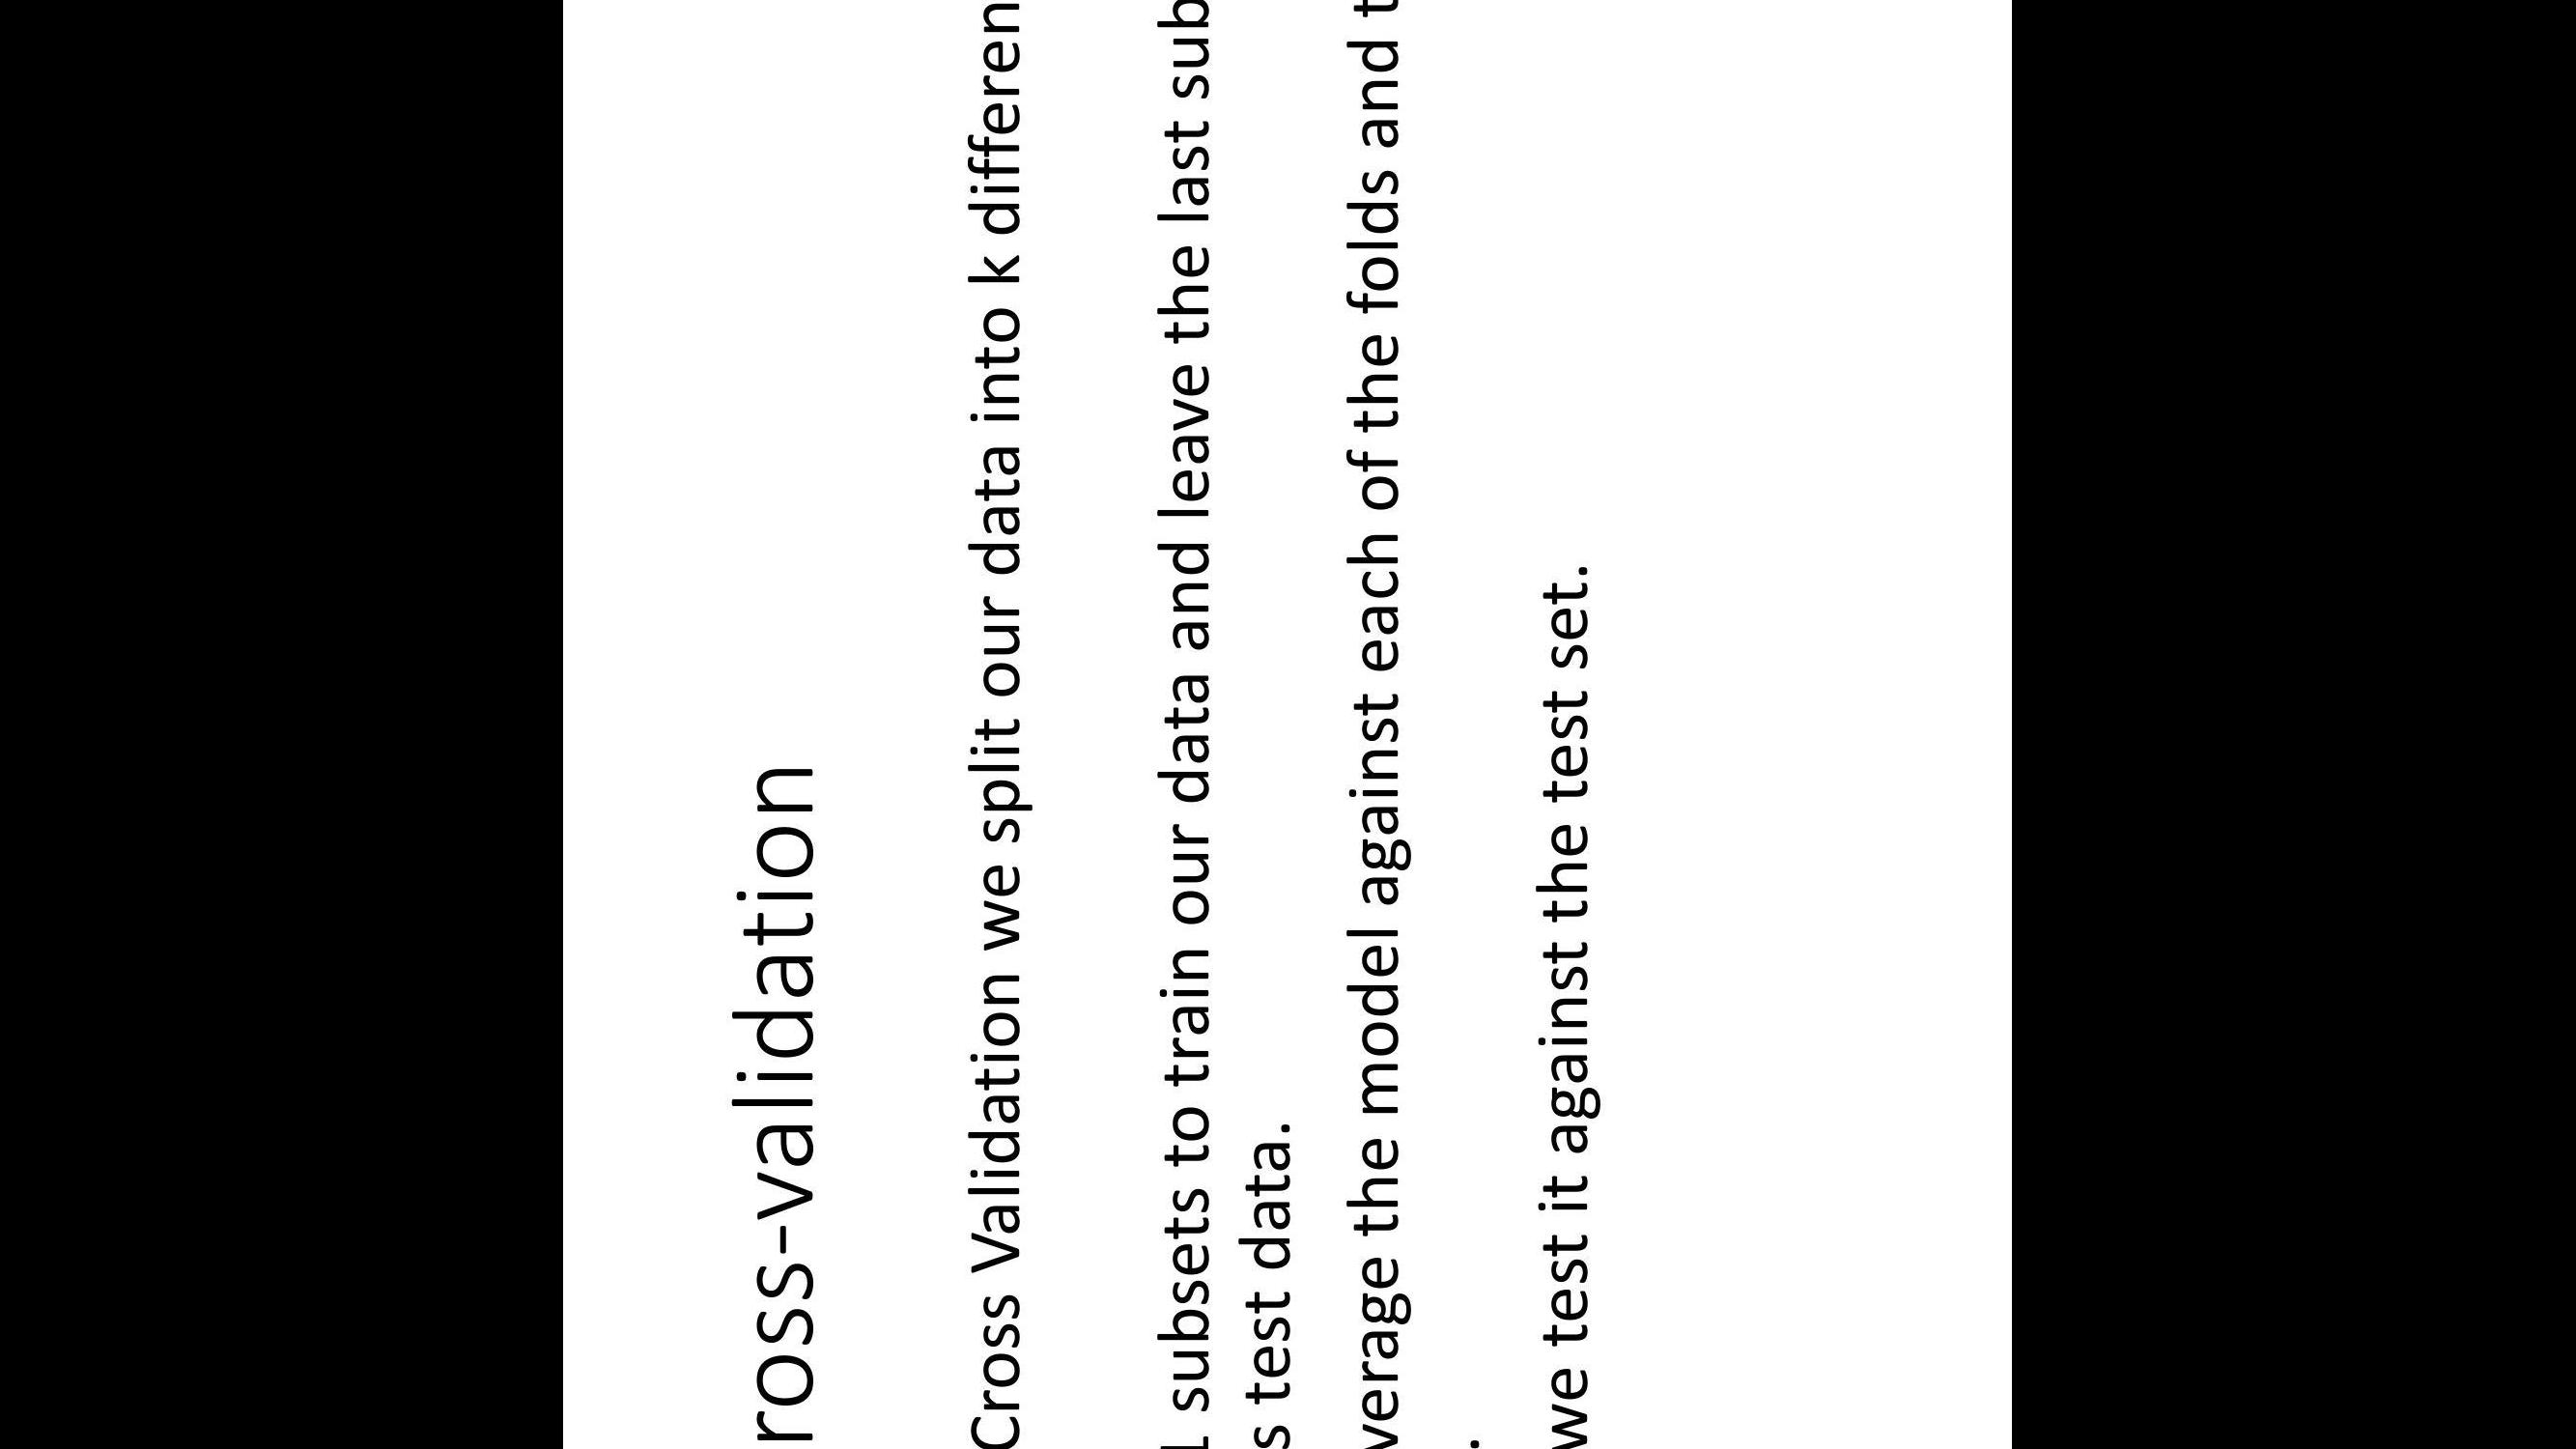 ross-validation
Cross Validation we split our data into k differen
subsets to train our data and leave the last sub
s test data.
verage the model against each of the folds and t
.
we test it against the test set.